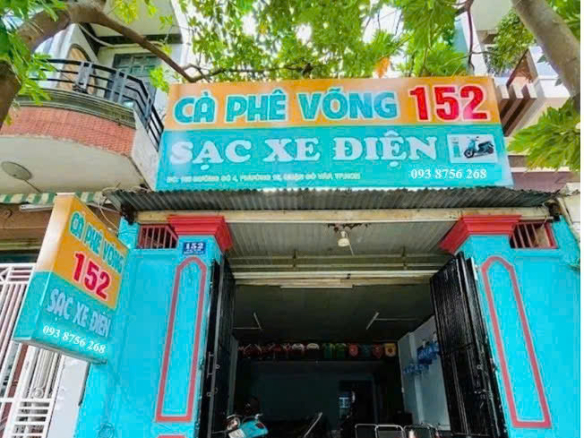 CÀ PHÊ VÕNG 152
SẠC XE ĐIỆN
093 8756 268
152
CÀ PHÊ VÕNG
152
SẠC XE ĐIỆN
093 8756 268